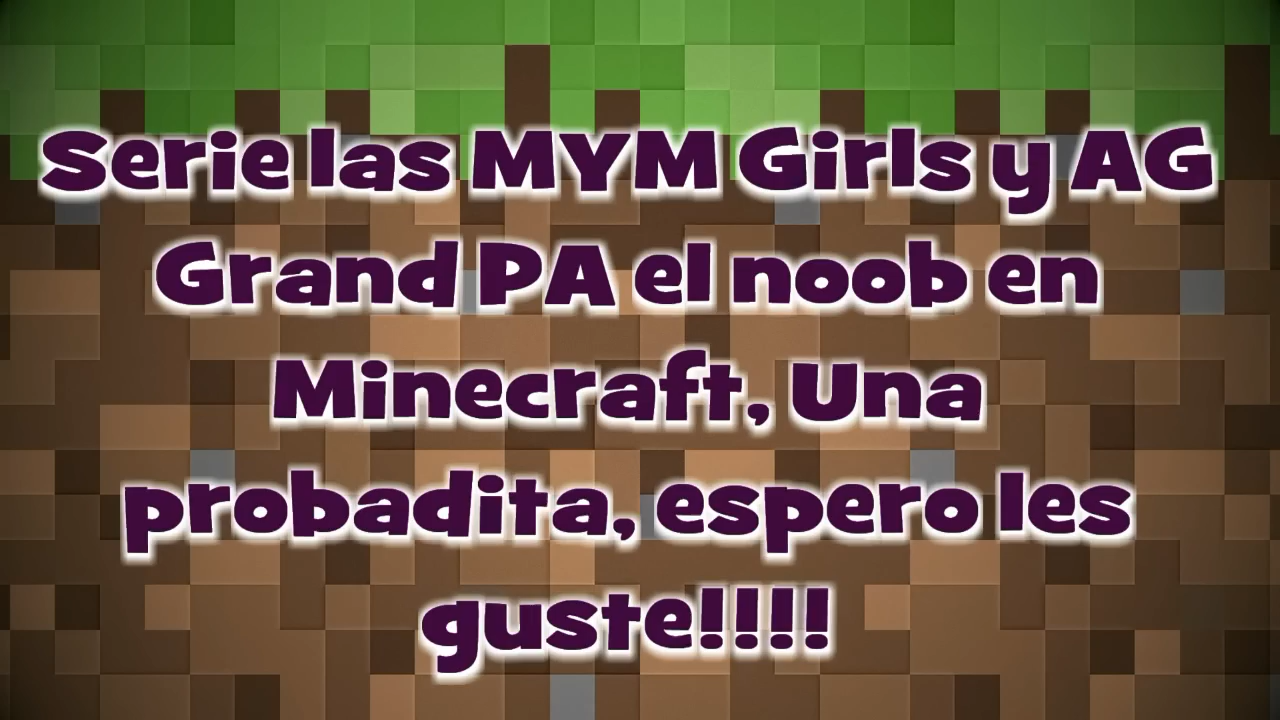 Serie las MYM Girls y AG
Grand PA el noob en
Minecraft, Una
probadita, espero les
guste!!!!